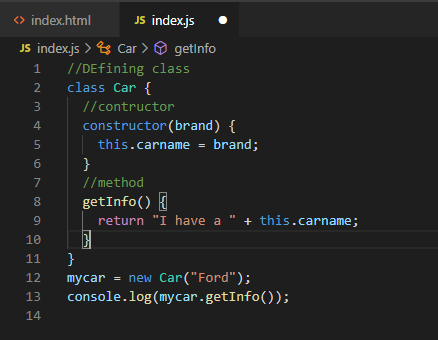 <> index.html
JS index.js
JS index.js > Car > getInfo
1 //DEfining class
2 class Car {
3 //contructor
4 constructor(brand) {
5 this.carname = brand;
6 }
7 //method
8 getInfo() {
9 return "I have a " + this.carname;
10 }
11 }
12 mycar = new Car("Ford");
13 console.log(mycar.getInfo());
14